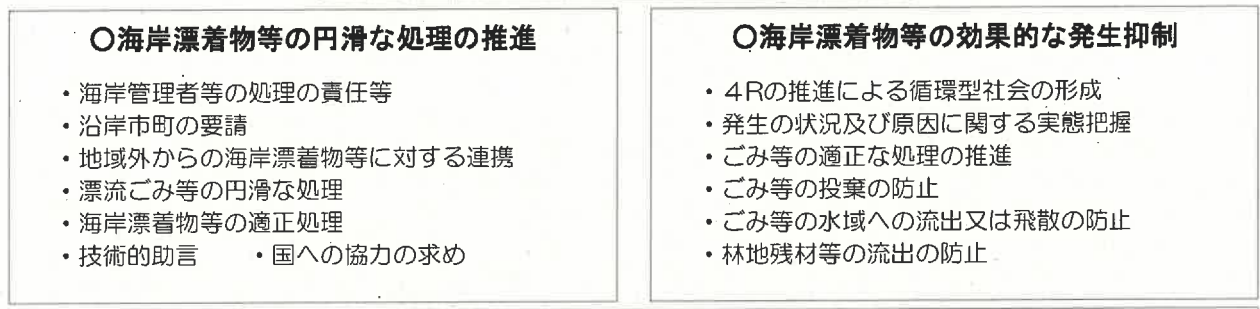 〇海岸漂着物等の円滑な処理の推進
・海岸管理者等の処理の責任等
・沿岸市町の要請
・地域外からの海岸漂着物等に対する連携
・漂流ごみ等の円滑な処理
・海岸漂着物等の適正処理
・技術的助言　・国への協力の求め
〇海岸漂着物等の効果的な発生抑制
・4Rの推進による循環型社会の形成
・発生の状況及び原因に関する実態把握
・ごみ等の適正な処理の推進
・ごみ等の投棄の防止
・ごみ等の水域への流出又は飛散の防止
・林地残材等の流出の防止